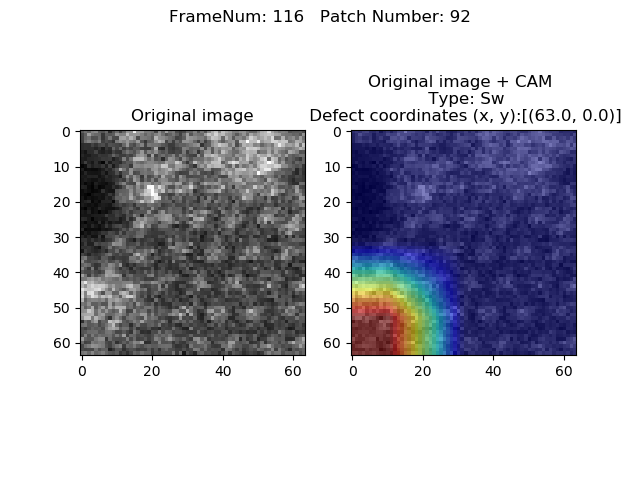 FrameNum: 116   Patch Number: 92
Original image
0
10
20
30
40
50
60
0 20 40 60
Original image + CAM
Type: Sw
Defect coordinates (x, y):[(63.0, 0.0)]
0
10
20
30
40
50
60
0 20 40 60